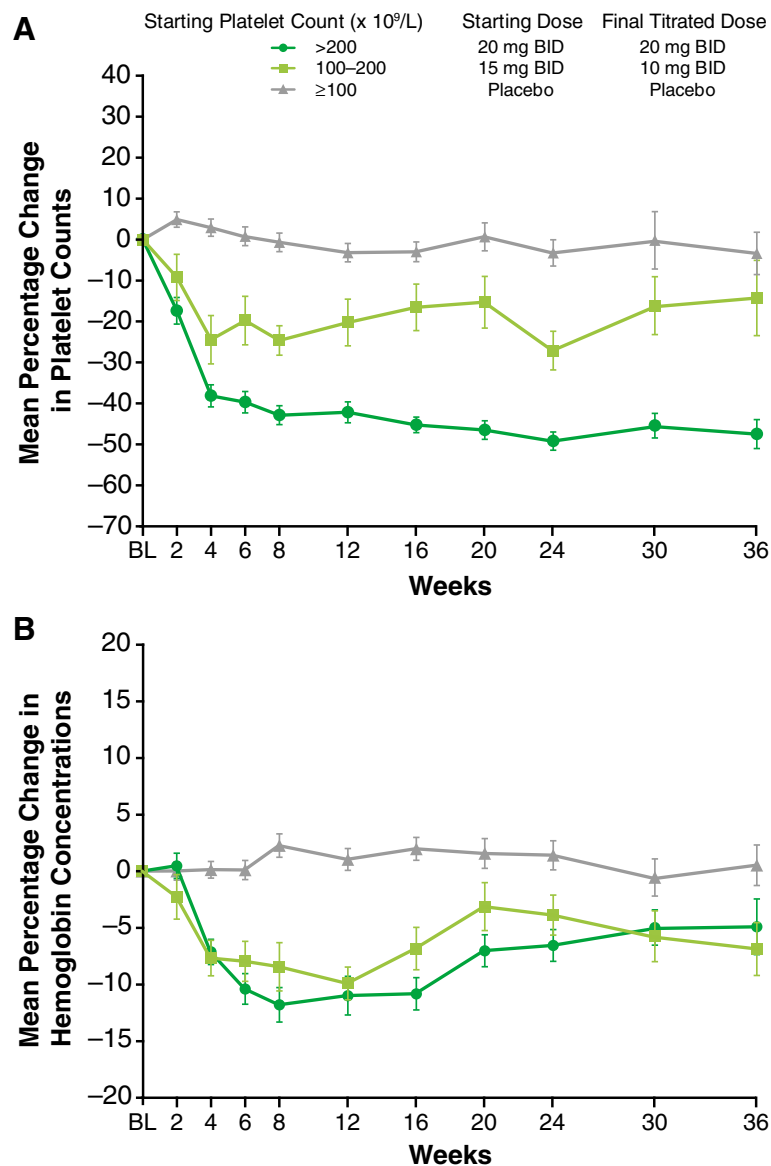 A
Starting Platelet Count (x 10⁹/L) Starting Dose Final Titrated Dose
>200 20 mg BID 20 mg BID
100–200 15 mg BID 10 mg BID
≥100 Placebo Placebo
Mean Percentage Change
in Platelet Counts
40
30
20
10
0
–10
–20
–30
–40
–50
–60
–70
BL 2 4 6 8 12 16 20 24 30 36
Weeks
B
Mean Percentage Change in
Hemoglobin Concentrations
20
15
10
5
0
–5
–10
–15
–20
BL 2 4 6 8 12 16 20 24 30 36
Weeks